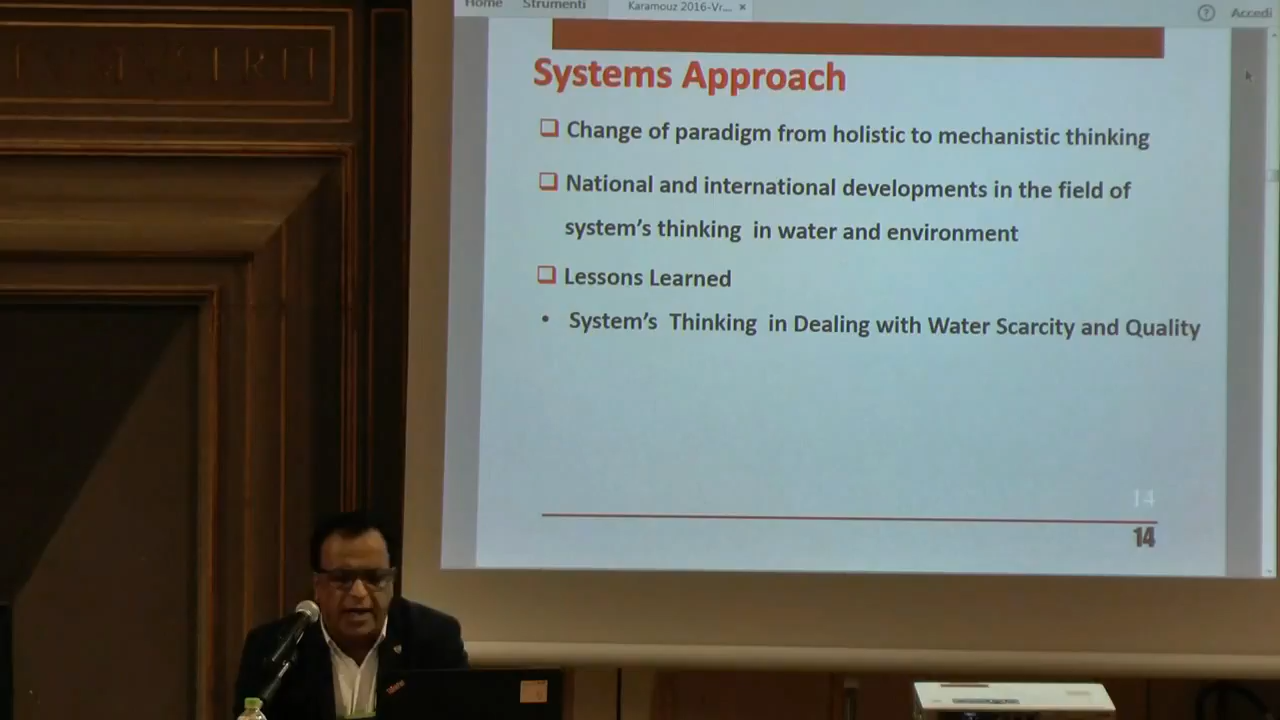 Home Strumenti Karamouz 2016-Vr... × ? Accedi
Systems Approach
Change of paradigm from holistic to mechanistic thinking
National and international developments in the field of
system's thinking in water and environment
Lessons Learned
• System's Thinking in Dealing with Water Scarcity and Quality
14
14